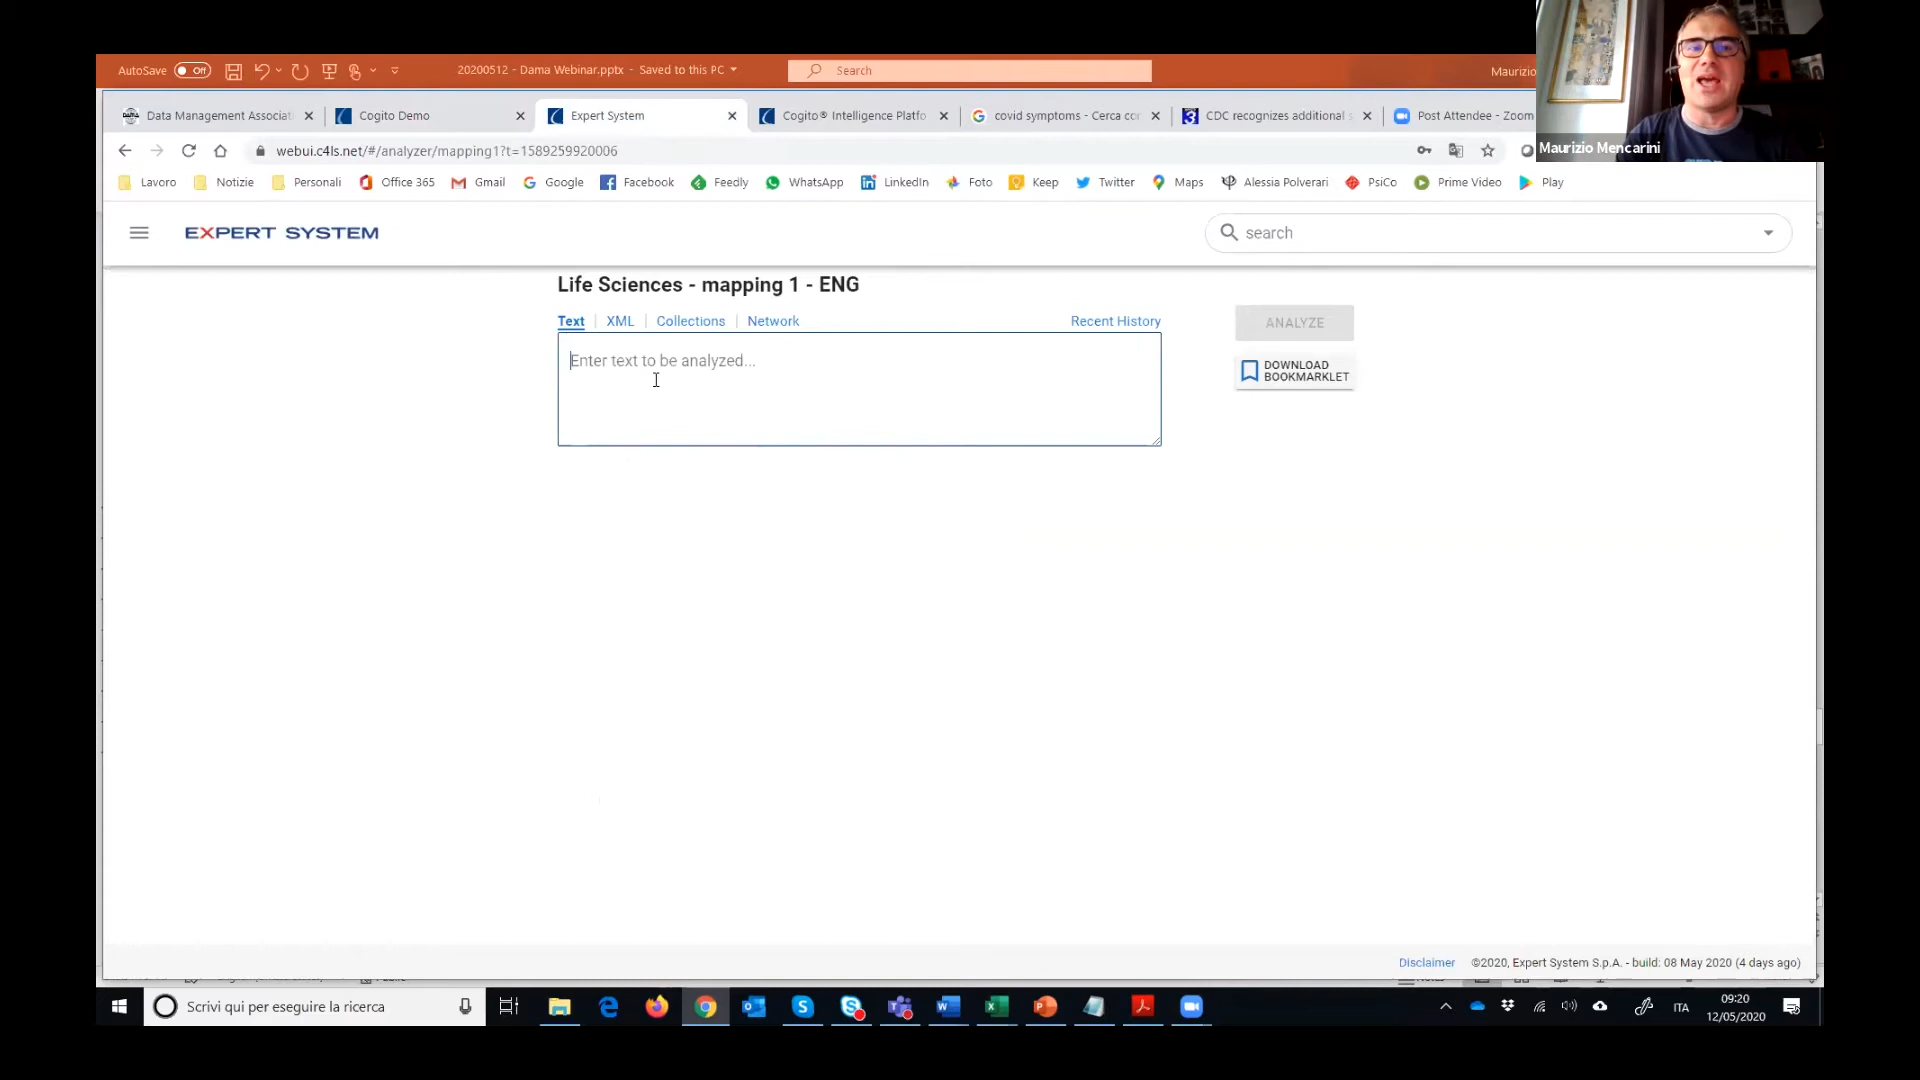 AutoSave Off 20200512 - Dama Webinar.pptx - Saved to this PC Search Maurizio
Data Management Associati Cogito Demo Expert System Cogito® Intelligence Platfo covid symptoms - Cerca con CDC recognizes additional s Post Attendee - Zoom
webui.c4ls.net/#/analyzer/mapping1?t=1589259920006
Maurizio Mencarini
Lavoro Notizie Personali Office 365 Gmail Google Facebook Feedly WhatsApp LinkedIn Foto Keep Twitter Maps Alessia Polverari PsiCo Prime Video Play
EXPERT SYSTEM search
Life Sciences - mapping 1 - ENG
Text XML Collections Network Recent History
ANALYZE
Enter text to be analyzed...
DOWNLOAD
BOOKMARKLET
Disclaimer ©2020, Expert System S.p.A. - build: 08 May 2020 (4 days ago)
Scrivi qui per eseguire la ricerca ITA 09:20
12/05/2020